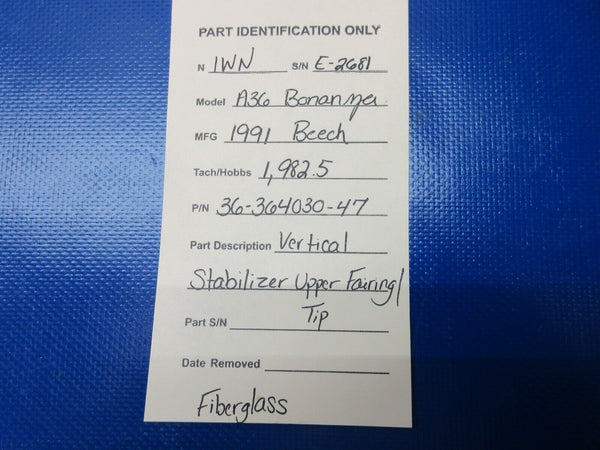 PART IDENTIFICATION ONLY
N 1WN S/N E-2681
Model A36 Bonanza
MFG 1991 Beech
Tach/Hobbs 1,982.5
P/N 36-364030-47
Part Description Vertical
Stabilizer Upper Fairing/
Tip
Part S/N
Date Removed
Fiberglass